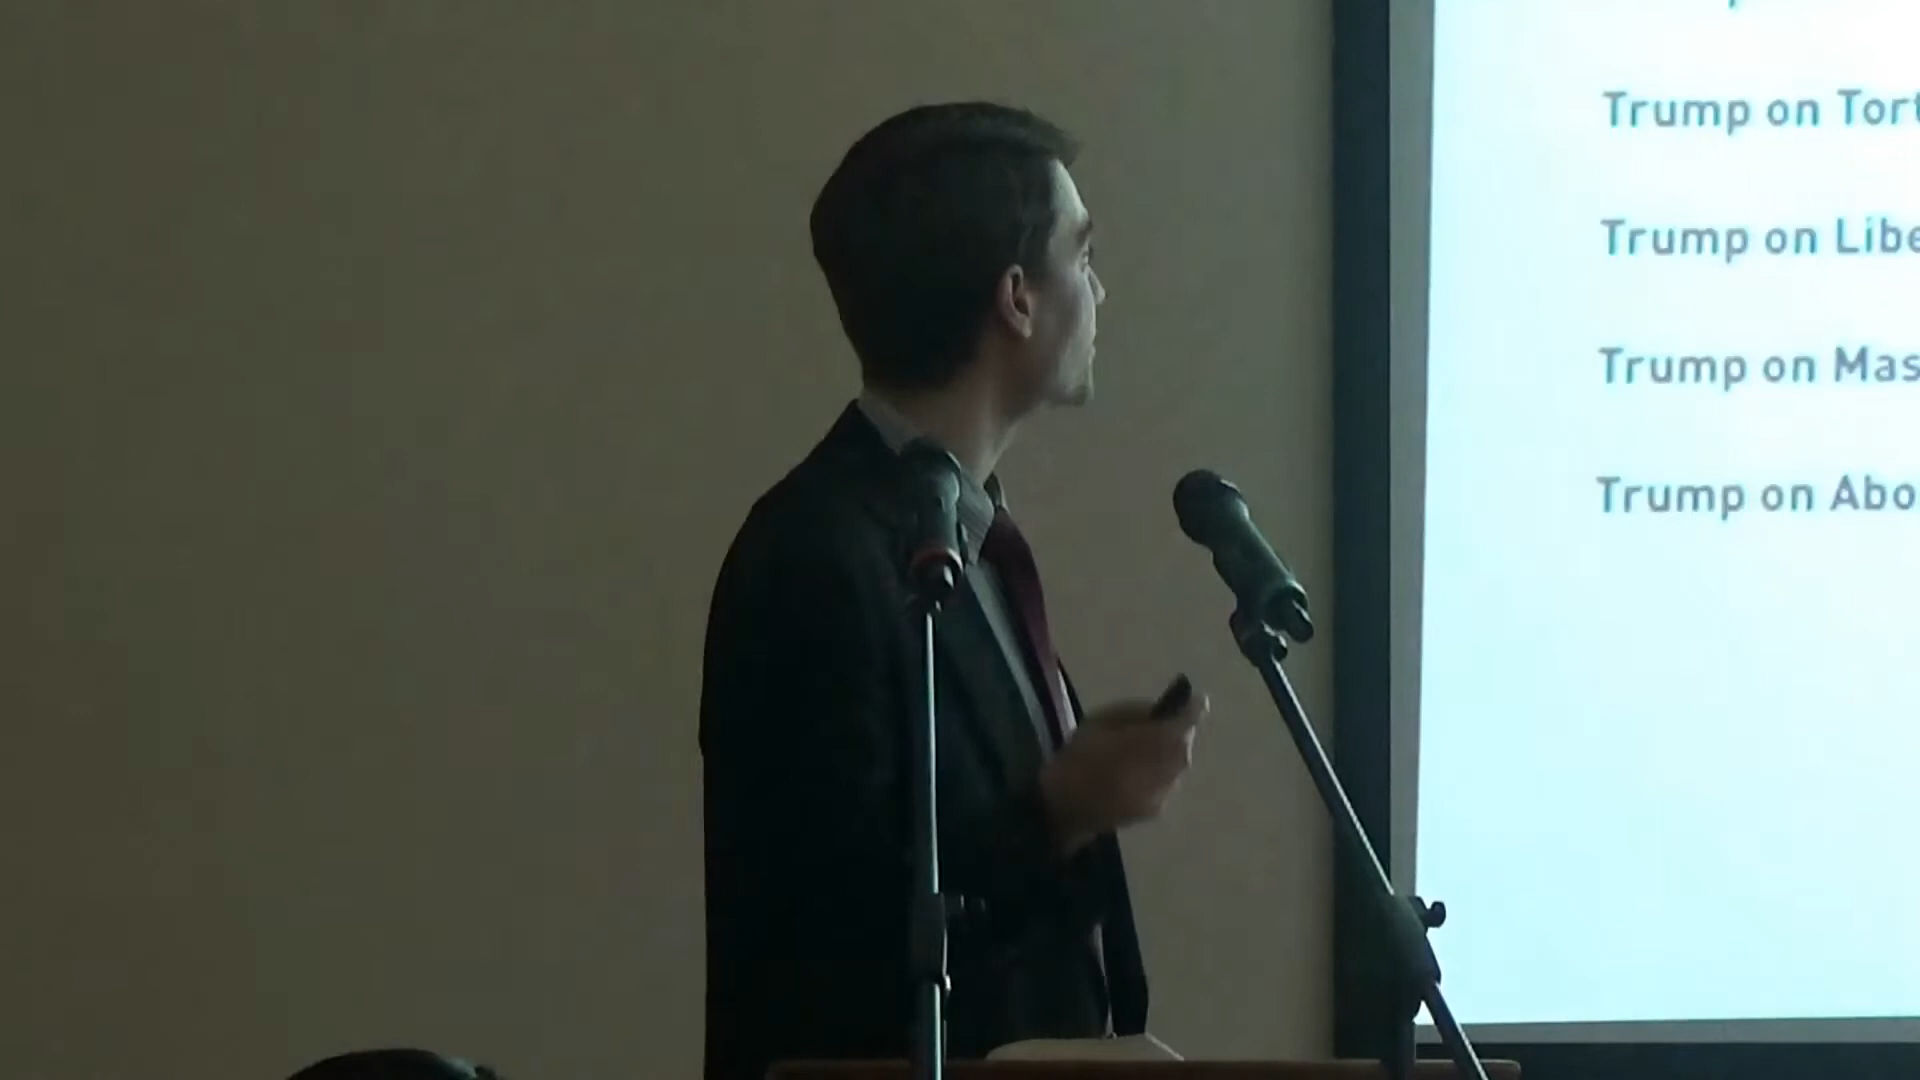 Trump on Tort
Trump on Libe
Trump on Mas
Trump on Abo